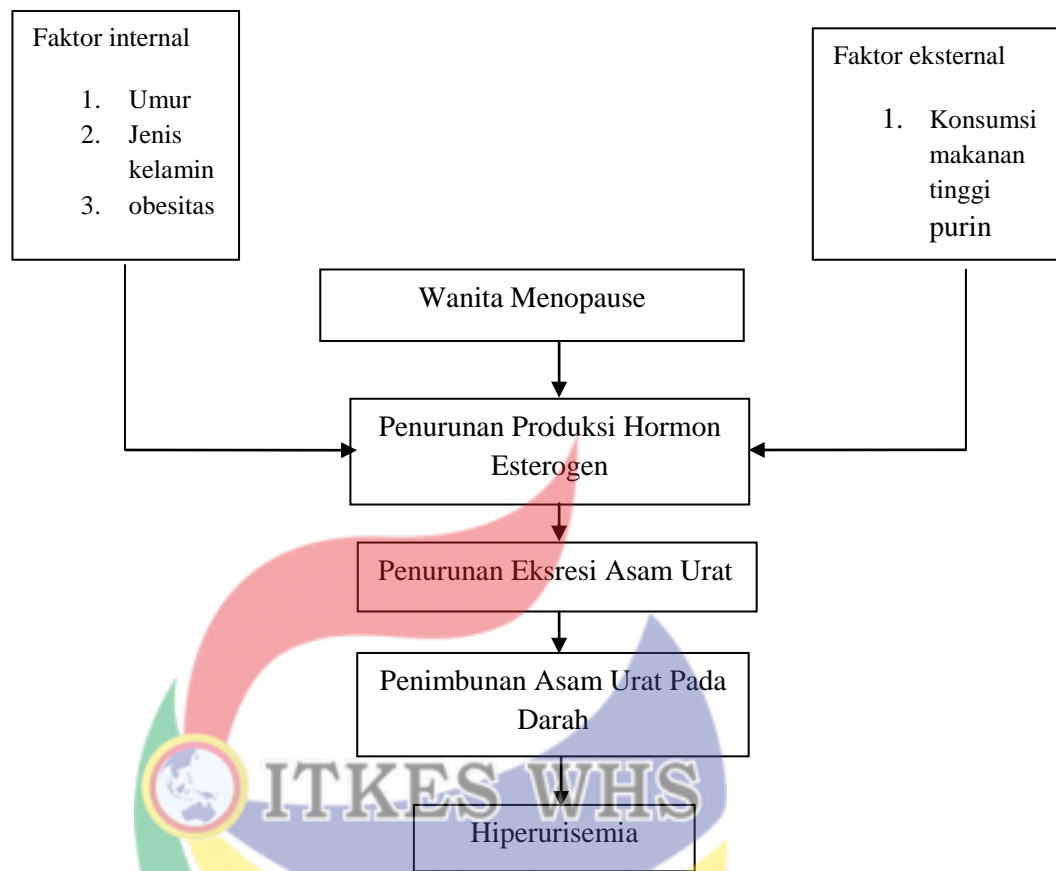 Faktor internal
1. Umur
2. Jenis
kelamin
3. obesitas
Faktor eksternal
1. Konsumsi
makanan
tinggi
purin
Wanita Menopause
Penurunan Produksi Hormon
Esterogen
Penurunan Eksresi Asam Urat
Penimbunan Asam Urat Pada
Darah
ITKES WHS
Hiperurisemia